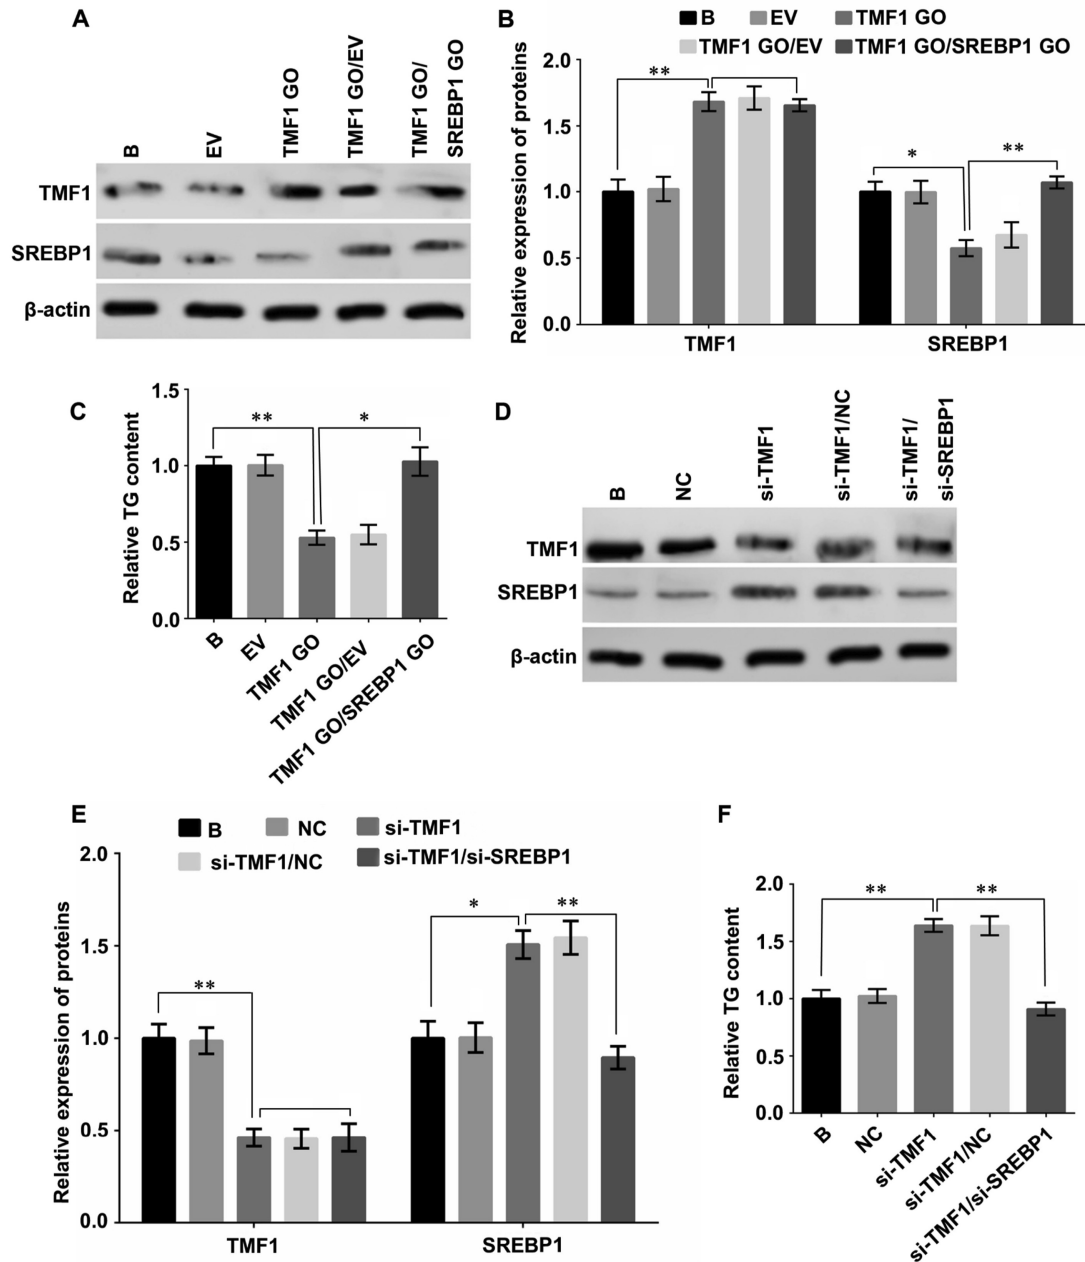 A
B
EV
TMF1 GO
TMF1 GO/EV
TMF1 GO/
SREBP1 GO
TMF1
SREBP1
β-actin
B
B EV TMF1 GO
TMF1 GO/EV TMF1 GO/SREBP1 GO
Relative expression of proteins
2.0
1.5
1.0
0.5
0.0
**
*
**
TMF1 SREBP1
C
Relative TG content
1.5
1.0
0.5
0.0
**
*
B
EV
TMF1 GO
TMF1 GO/EV
TMF1 GO/SREBP1 GO
D
B
NC
si-TMF1
si-TMF1/NC
si-TMF1/
si-SREBP1
TMF1
SREBP1
β-actin
E
B NC si-TMF1
si-TMF1/NC si-TMF1/si-SREBP1
Relative expression of proteins
2.0
1.5
1.0
0.5
0.0
**
*
**
TMF1 SREBP1
F
Relative TG content
2.0
1.5
1.0
0.5
0.0
**
**
B
NC
si-TMF1
si-TMF1/NC
si-TMF1/si-SREBP1